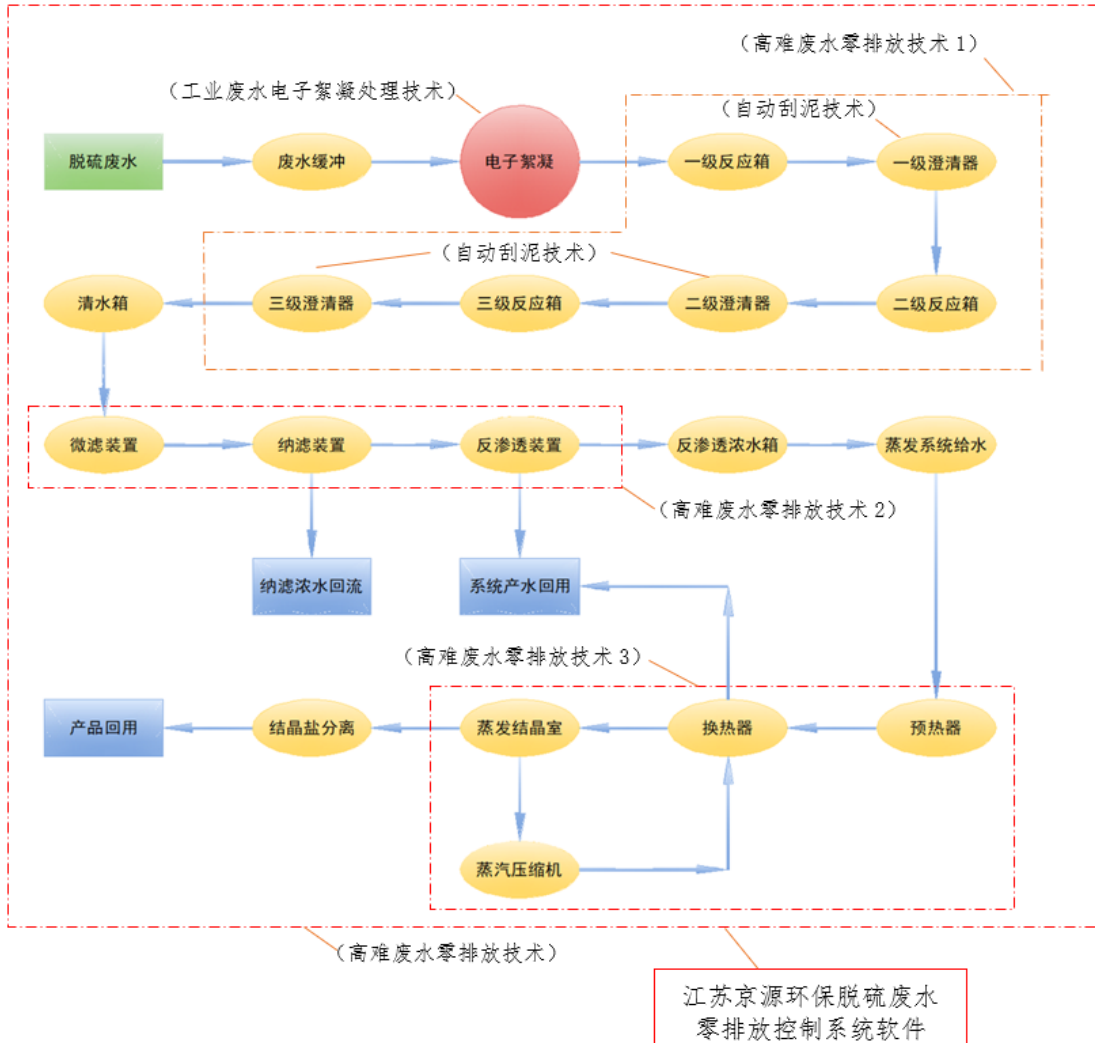 （高难废水零排放技术1）
（工业废水电子絮凝处理技术）
（自动刮泥技术）
脱硫废水
废水缓冲
电子絮凝
一级反应箱
一级澄清器
（自动刮泥技术）
清水箱
三级澄清器
三级反应箱
二级澄清器
二级反应箱
微滤装置
纳滤装置
反渗透装置
反渗透浓水箱
蒸发系统给水
（高难废水零排放技术2）
纳滤浓水回流
系统产水回用
（高难废水零排放技术3）
产品回用
结晶盐分离
蒸发结晶室
换热器
预热器
蒸汽压缩机
（高难废水零排放技术）
江苏京源环保脱硫废水
零排放控制系统软件